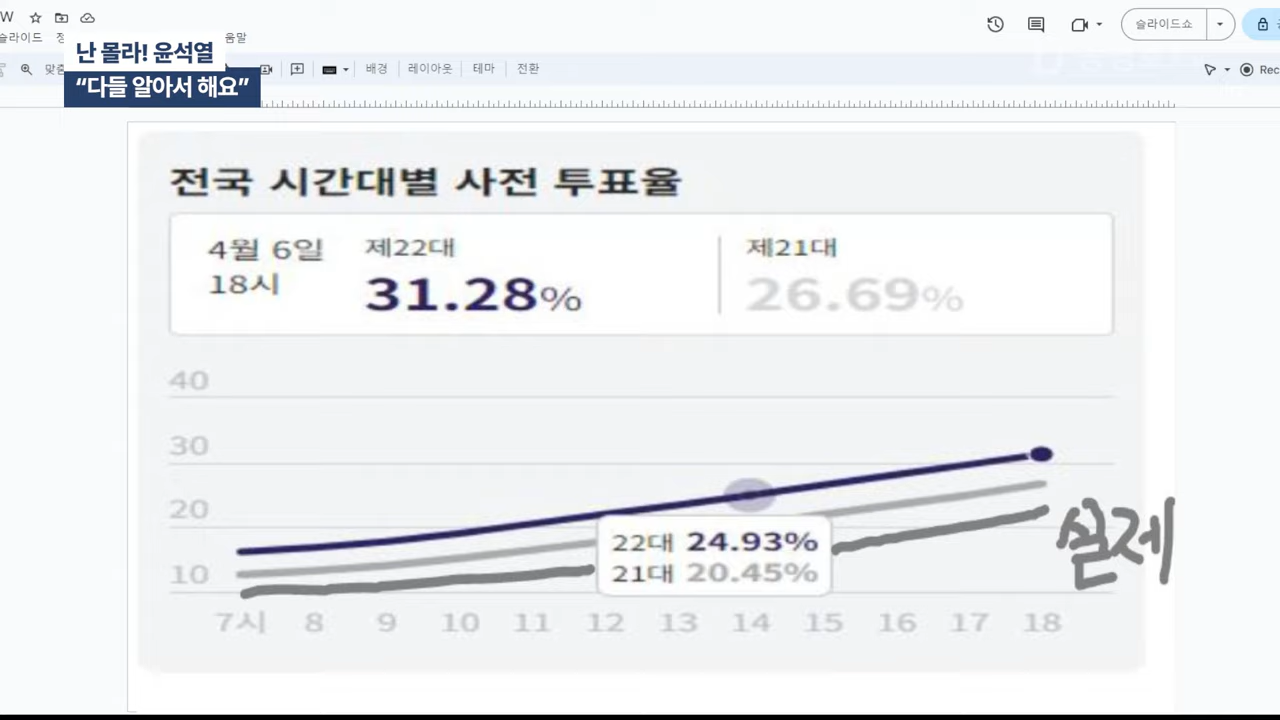 W
슬라이드쇼
슬라이드
움말
난 몰라! 윤석열
“다들 알아서 해요”
배경
레이아웃
테마
전환
Rec
전국 시간대별 사전 투표율
4월 6일
18시
제22대
31.28%
제21대
26.69%
40
30
20
10
22대 24.93%
21대 20.45%
실제
7시 8 9 10 11 12 13 14 15 16 17 18